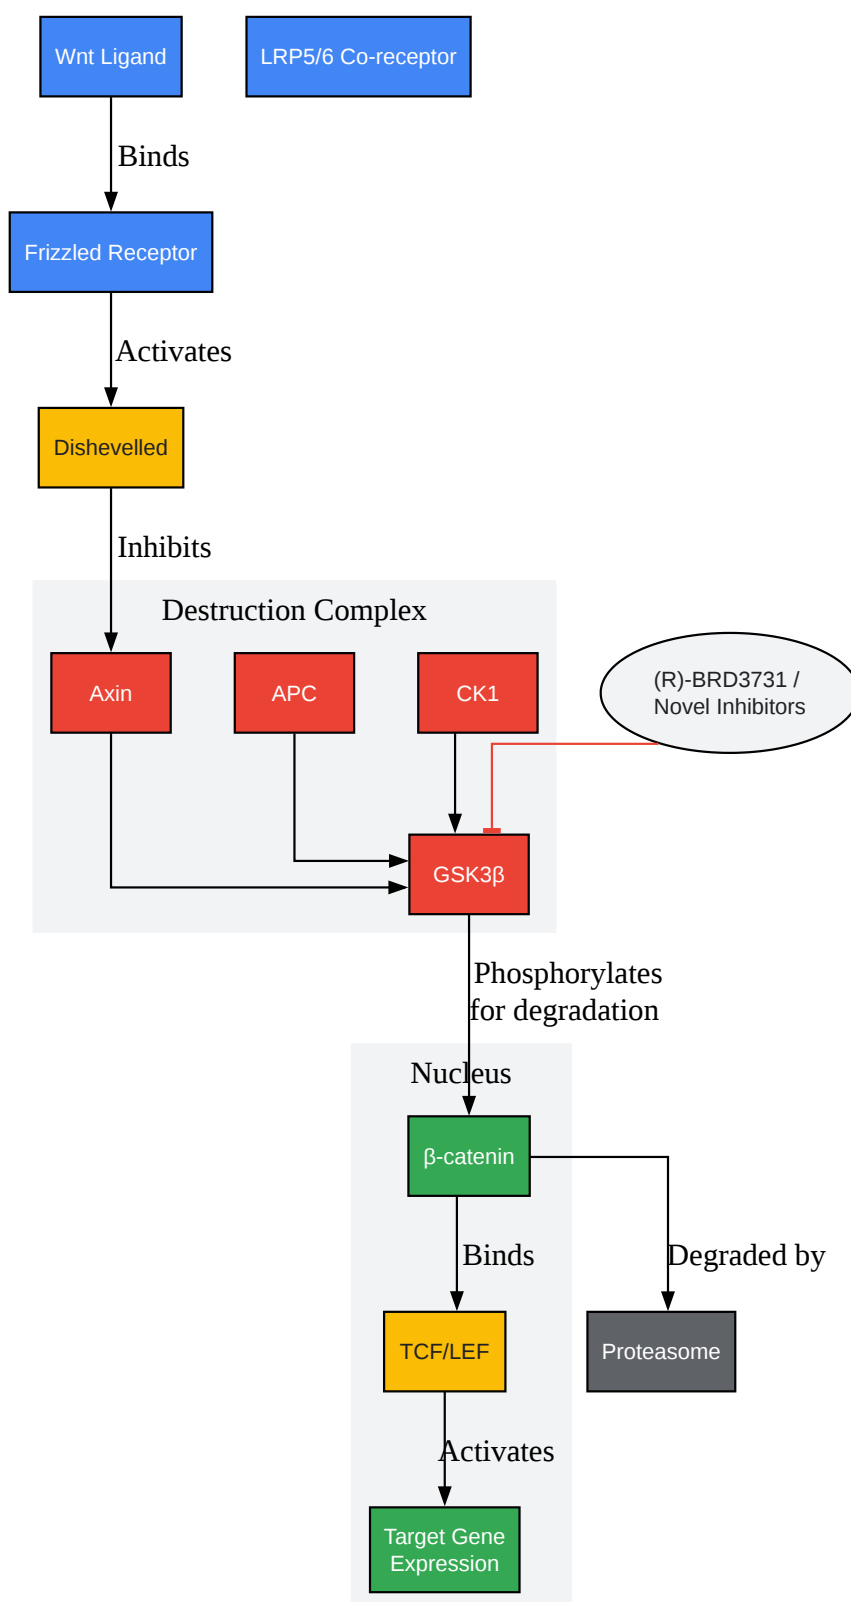 Wnt Ligand
LRP5/6 Co-receptor
Binds
Frizzled Receptor
Activates
Dishevelled
Inhibits
Destruction Complex
Axin
APC
CK1
(R)-BRD3731 /
Novel Inhibitors
GSK3β
Phosphorylates
for degradation
Nucleus
β-catenin
Binds
Degraded by
TCF/LEF
Proteasome
Activates
Target Gene
Expression